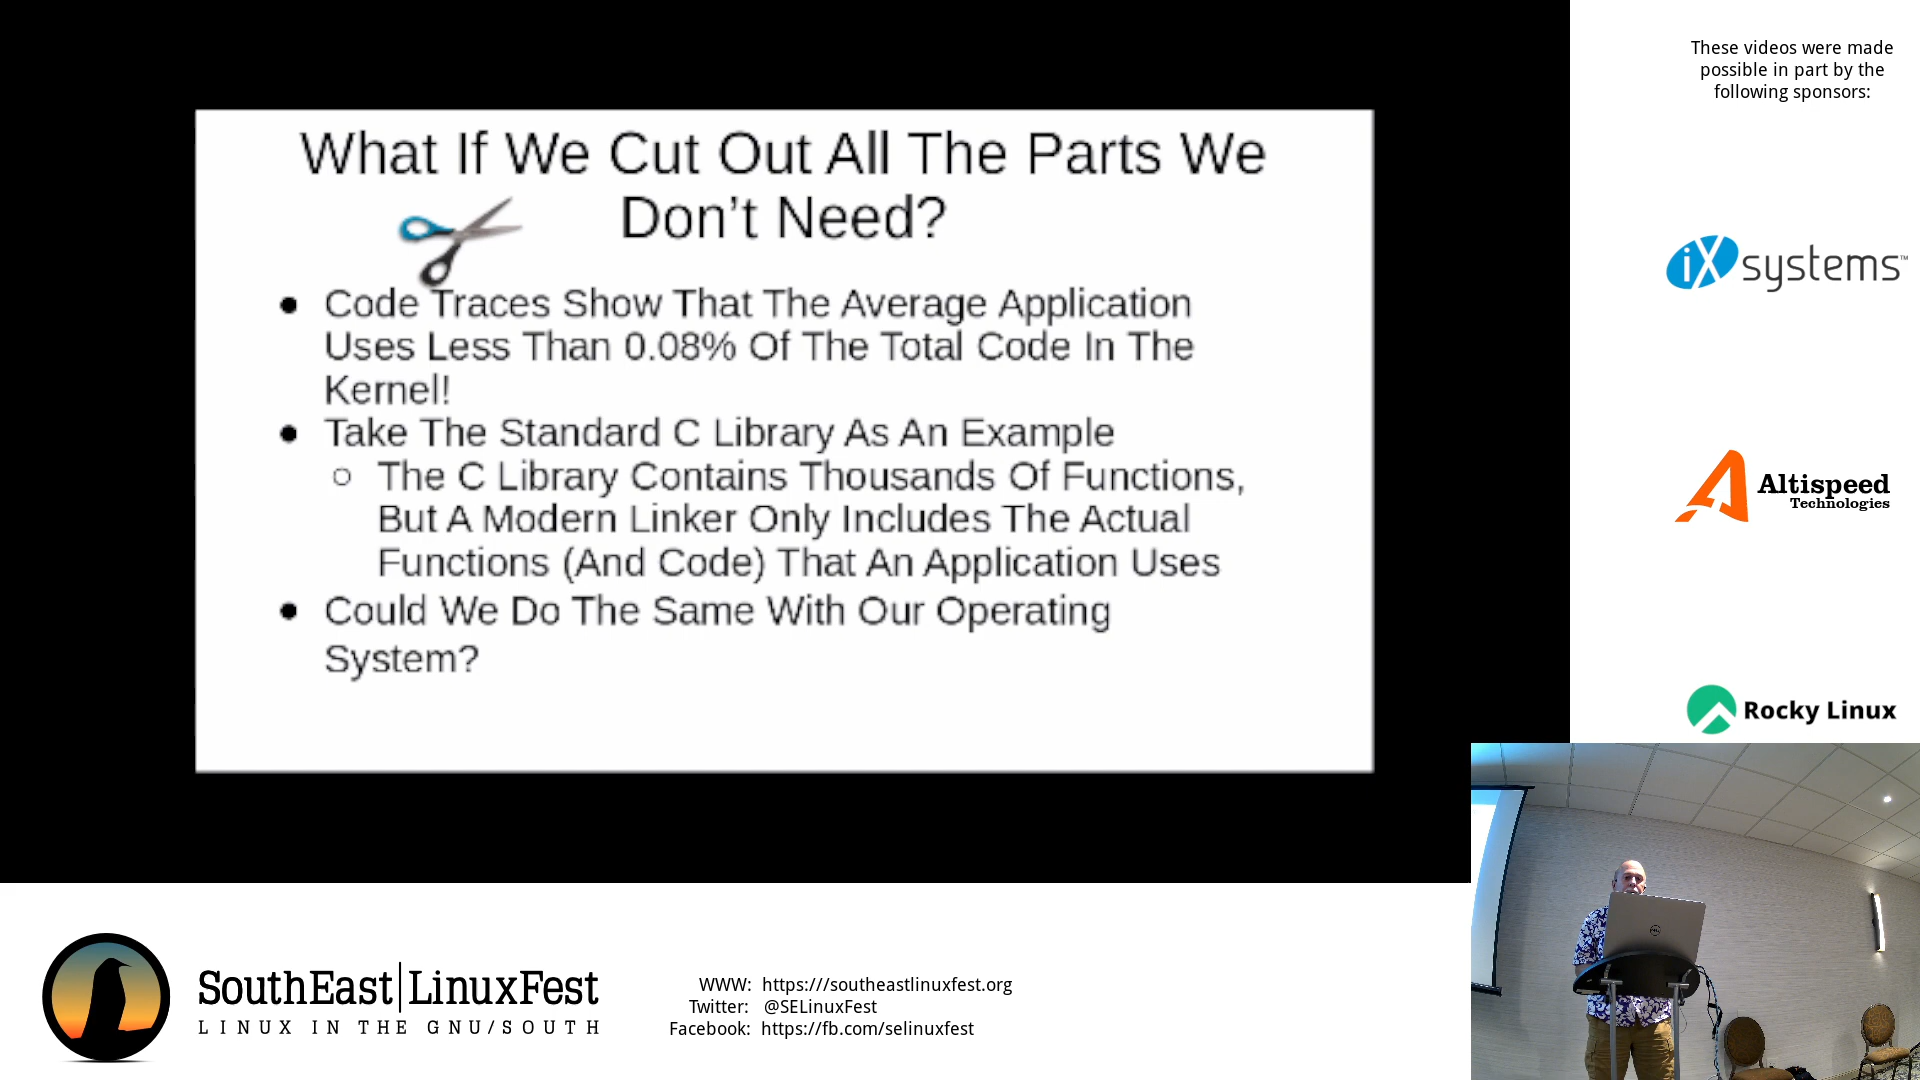 What If We Cut Out All The Parts We
Don't Need?
● Code Traces Show That The Average Application
Uses Less Than 0.08% Of The Total Code In The
Kernel!
● Take The Standard C Library As An Example
○ The C Library Contains Thousands Of Functions,
But A Modern Linker Only Includes The Actual
Functions (And Code) That An Application Uses
● Could We Do The Same With Our Operating
System?
These videos were made
possible in part by the
following sponsors:
iXsystems™
Altispeed
Technologies
Rocky Linux
SouthEast|LinuxFest
LINUX IN THE GNU/SOUTH
WWW: https:///southeastlinuxfest.org
Twitter: @SELinuxFest
Facebook: https://fb.com/selinuxfest
DELL